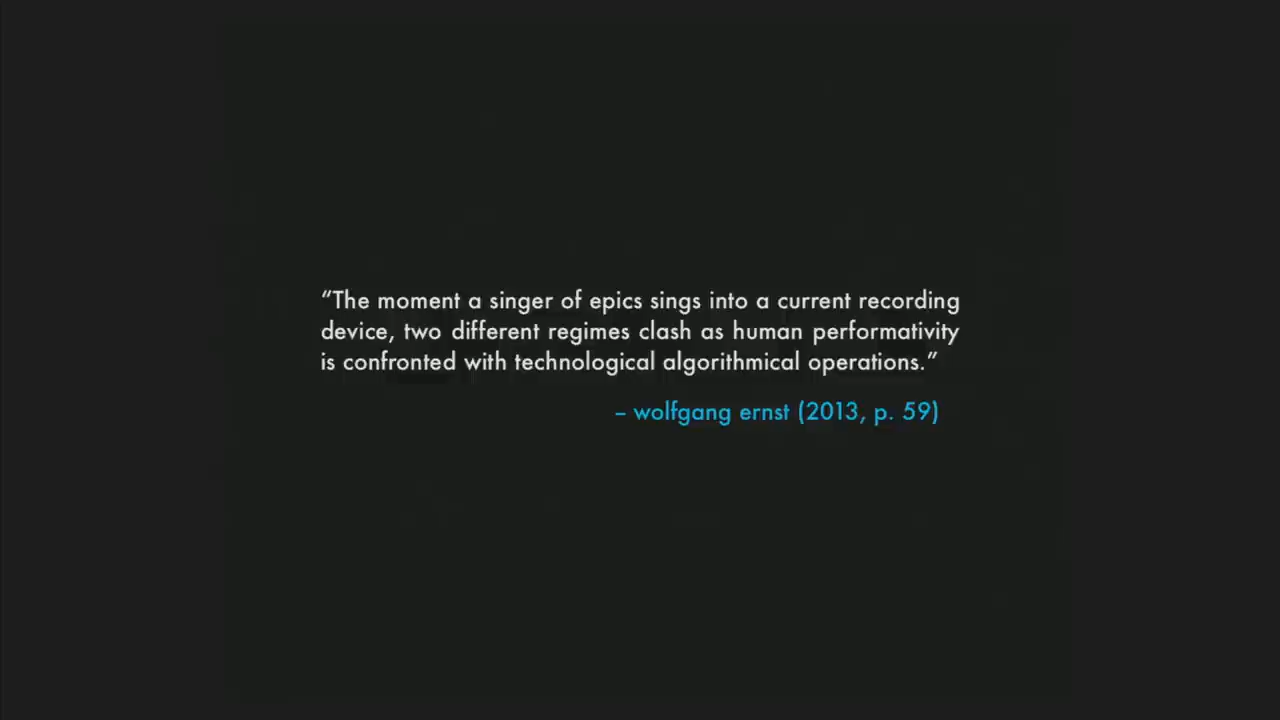 “The moment a singer of epics sings into a current recording
device, two different regimes clash as human performativity
is confronted with technological algorithmical operations.”
– wolfgang ernst (2013, p. 59)